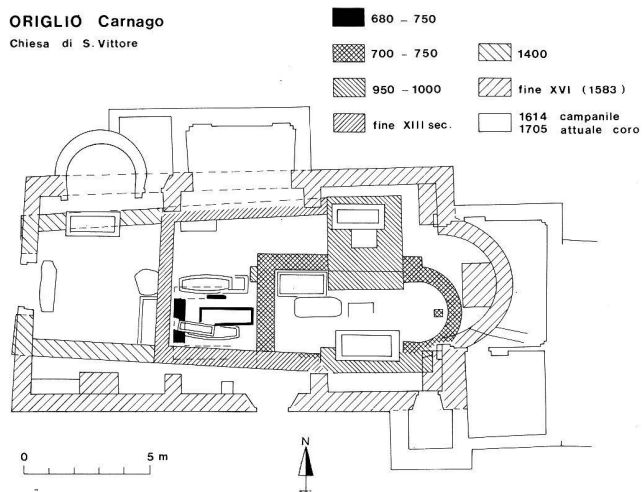 ORIGLIO Carnago
Chiesa di S. Vittore
680 – 750
700 – 750
950 – 1000
fine XIII sec.
1400
fine XVI (1583)
1614 campanile
1705 attuale coro
0 5 m
N